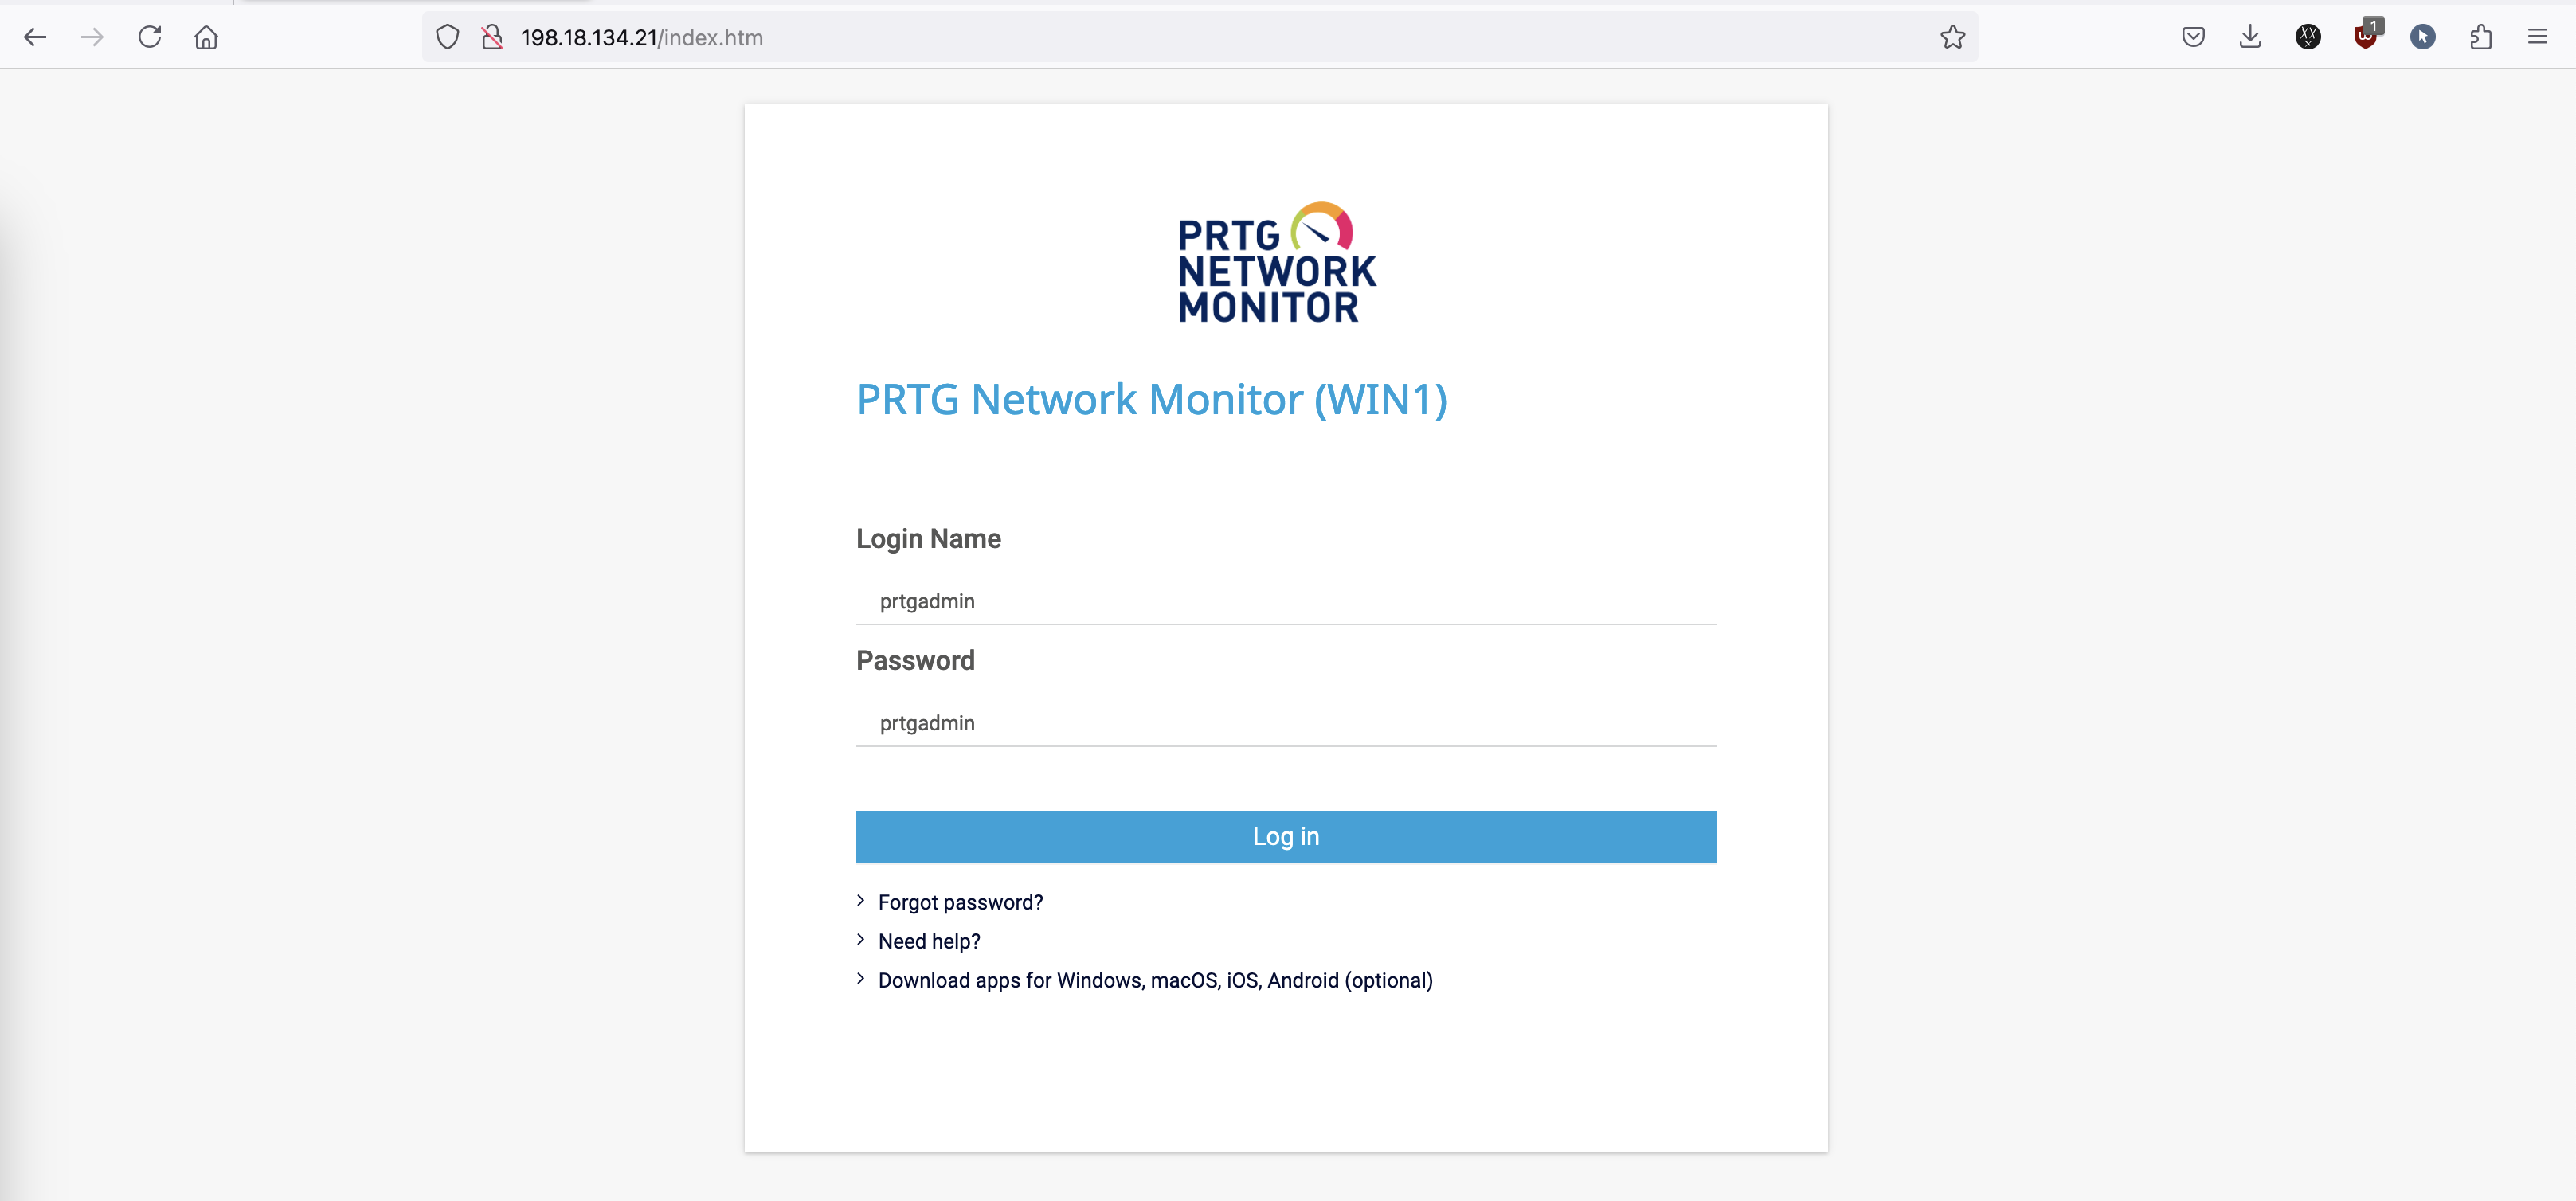 198.18.134.21/index.htm
1
PRTG
NETWORK
MONITOR
PRTG Network Monitor (WIN1)
Login Name
prtgadmin
Password
prtgadmin
Log in
Forgot password?
Need help?
Download apps for Windows, macOS, iOS, Android (optional)